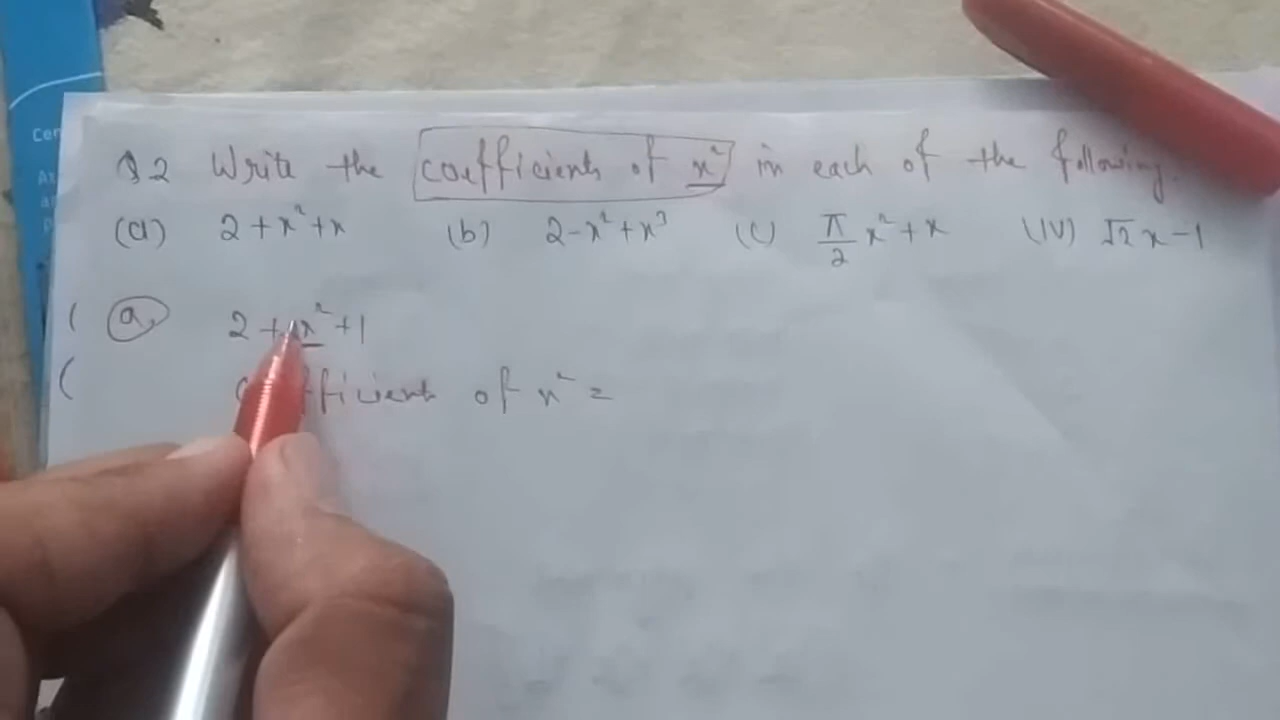 Q2 Write the coefficients of x² in each of the following.
(a) 2+x²+x (b) 2-x²+x³ (c) π/2 x²+x (IV) √2 x-1
( a, 2+x²+1
( of x² =
Cen